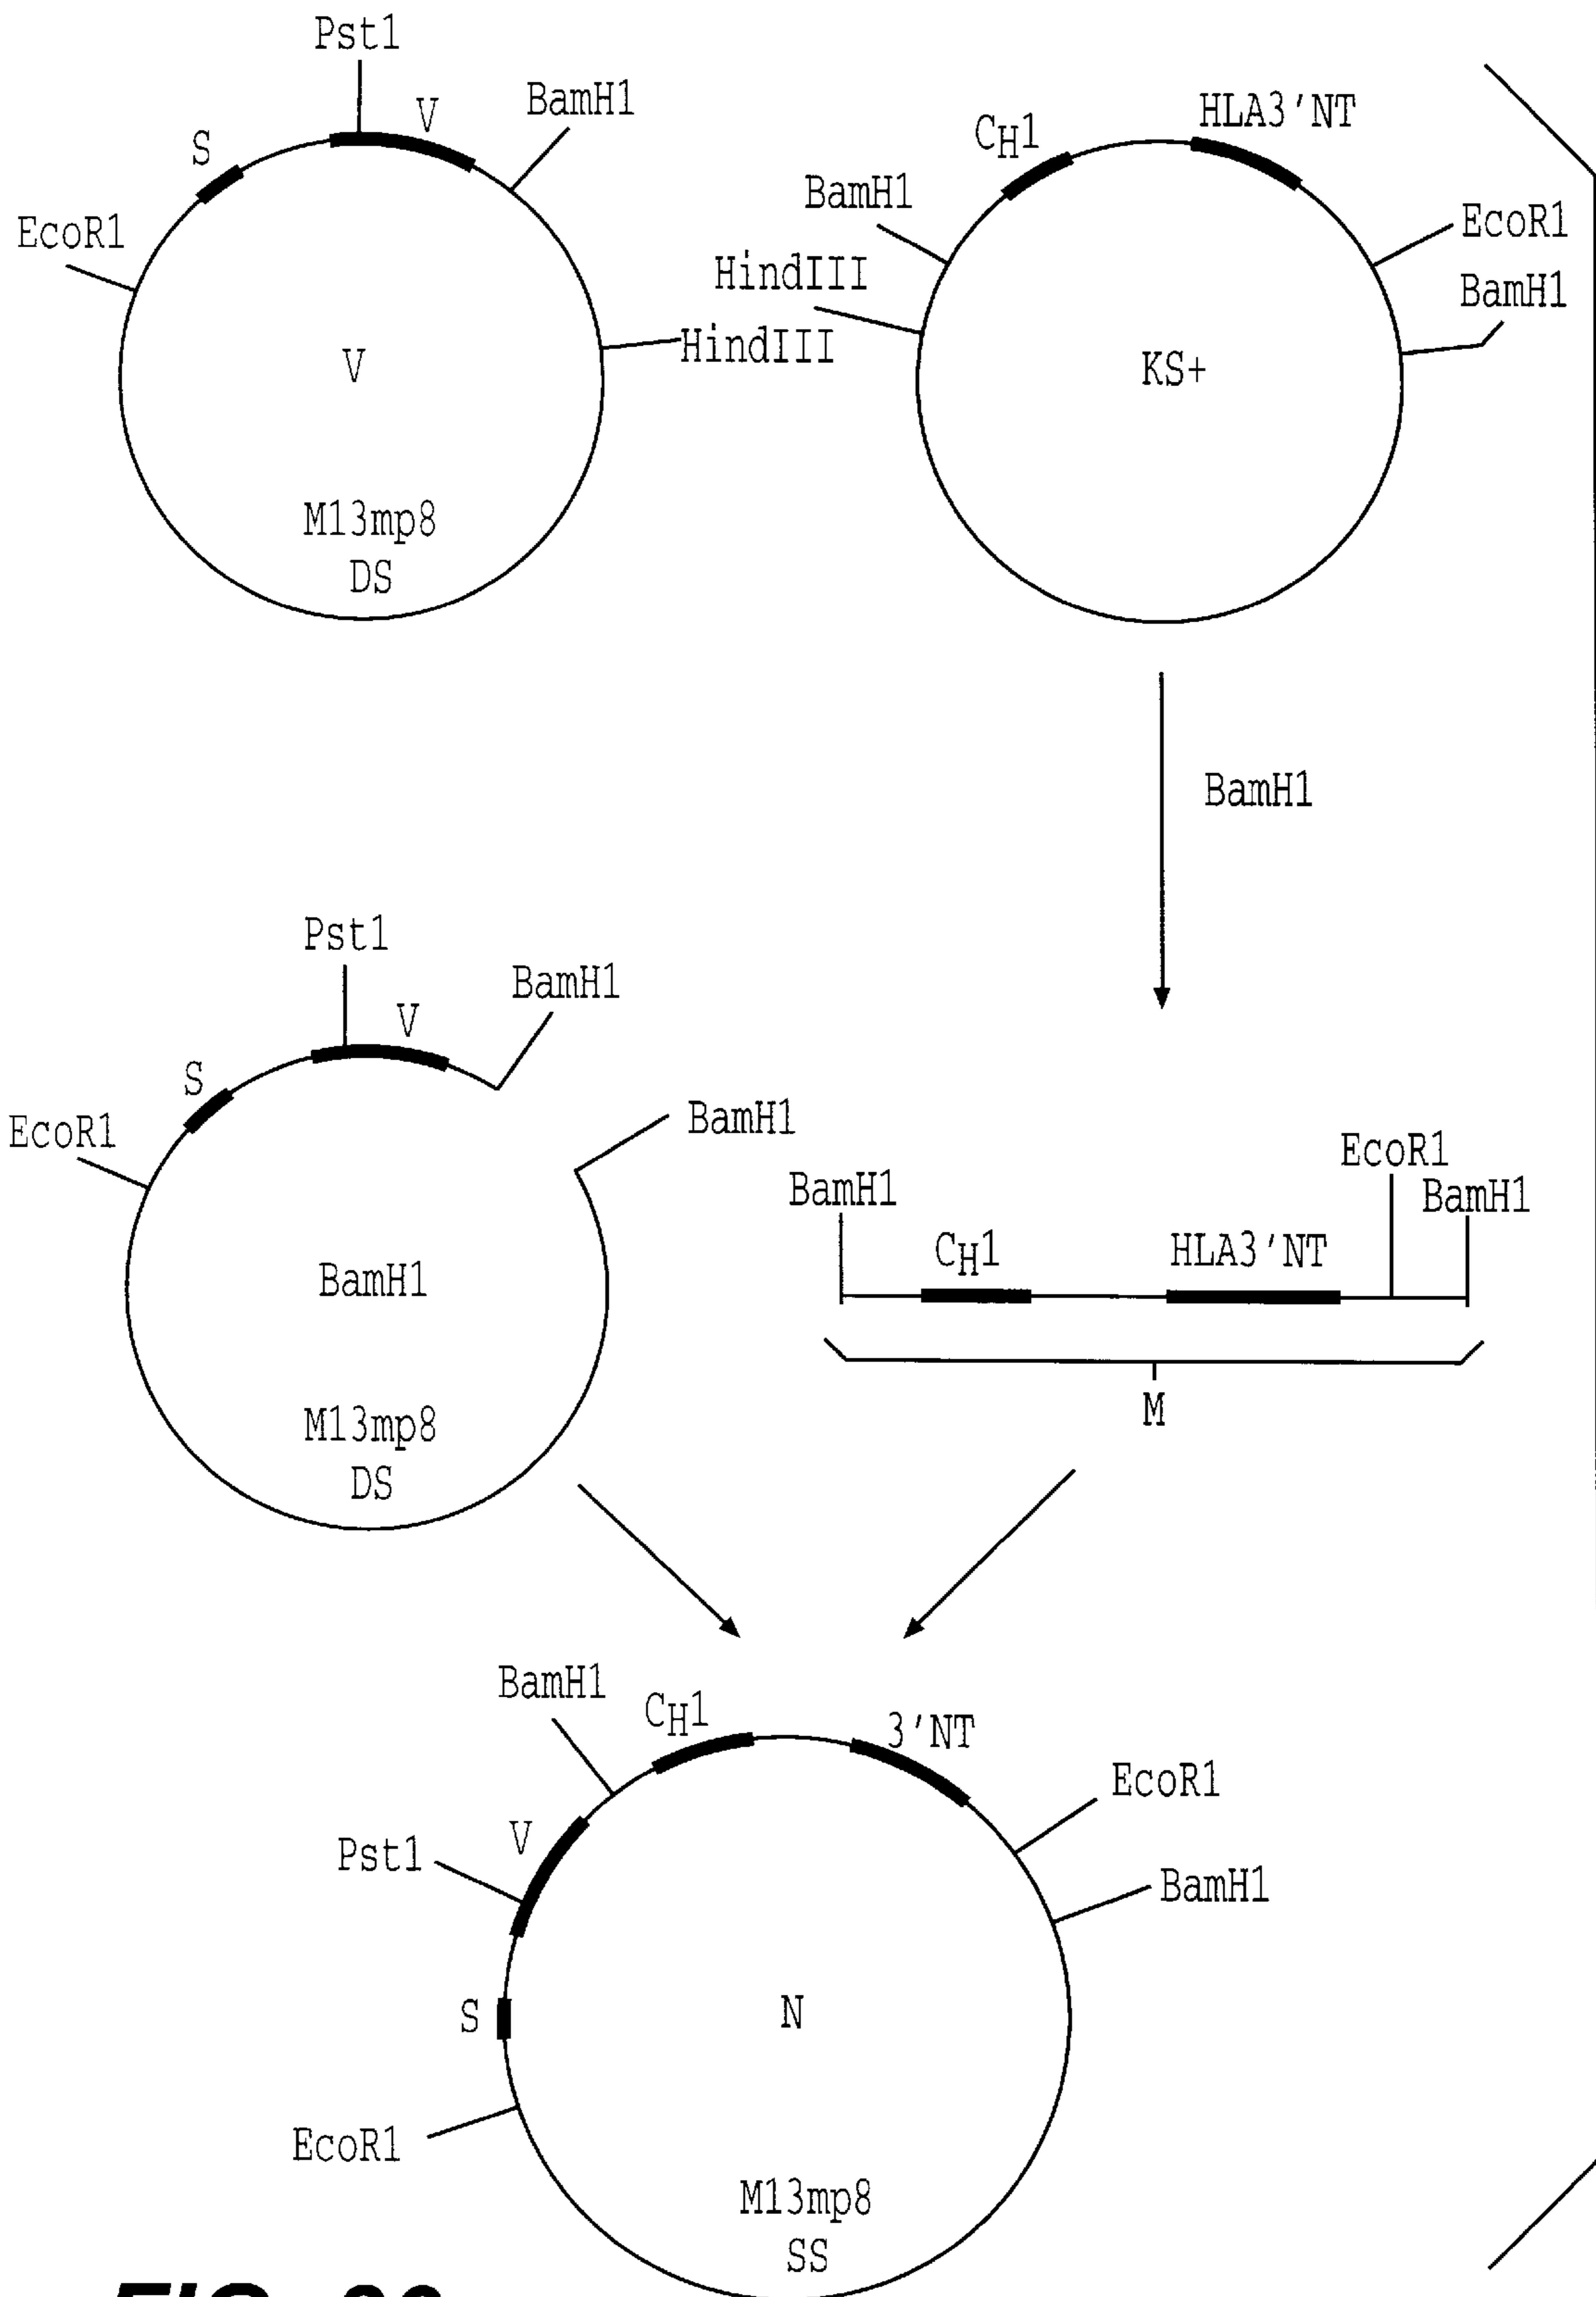 Pst1
V
BamH1
S
EcoR1
HindIII
V
M13mp8
DS
CH1
HLA3'NT
BamH1
EcoR1
HindIII
BamH1
KS+
BamH1
Pst1
V
BamH1
S
BamH1
EcoR1
BamH1
M13mp8
DS
BamH1
EcoR1
BamH1
CH1
HLA3'NT
M
BamH1
CH1
3'NT
EcoR1
V
Pst1
BamH1
S
N
EcoR1
M13mp8
SS